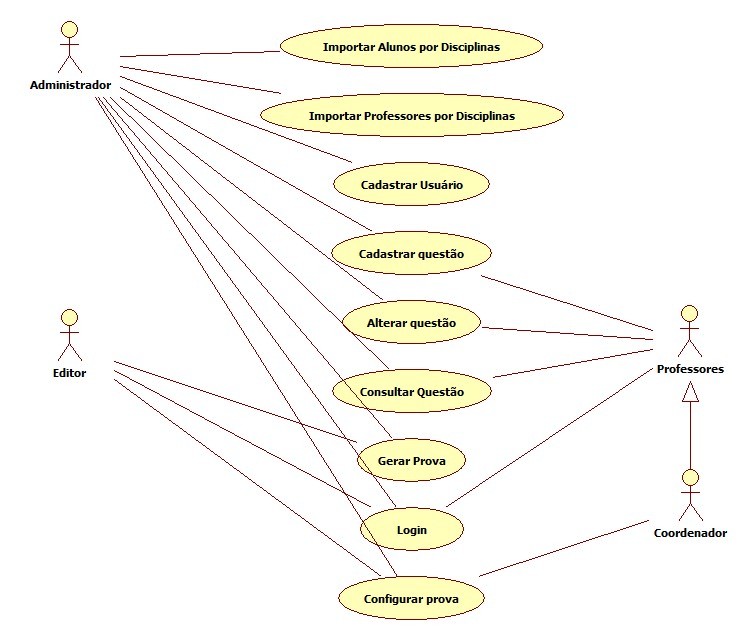 Administrador
Importar Alunos por Disciplinas
Importar Professores por Disciplinas
Cadastrar Usuário
Cadastrar questão
Alterar questão
Editor
Professores
Consultar Questão
Gerar Prova
Login
Coordenador
Configurar prova